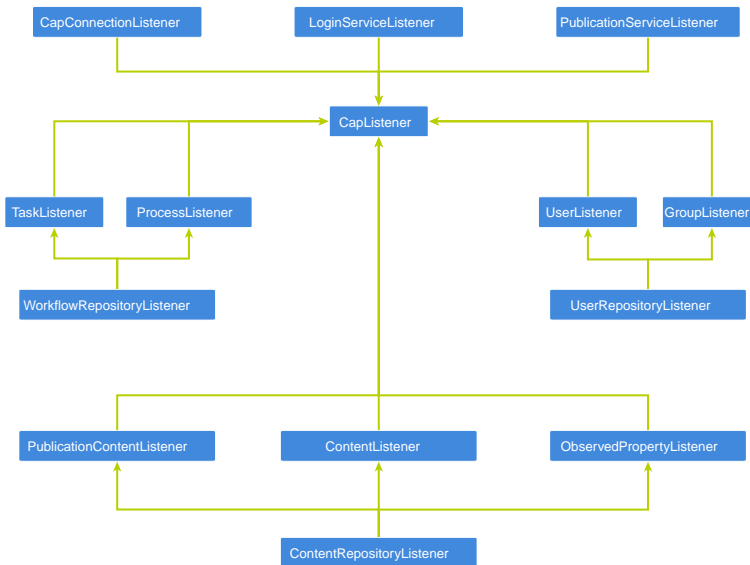 CapConnectionListener
LoginServiceListener
PublicationServiceListener
CapListener
TaskListener
ProcessListener
UserListener
GroupListener
WorkflowRepositoryListener
UserRepositoryListener
PublicationContentListener
ContentListener
ObservedPropertyListener
ContentRepositoryListener